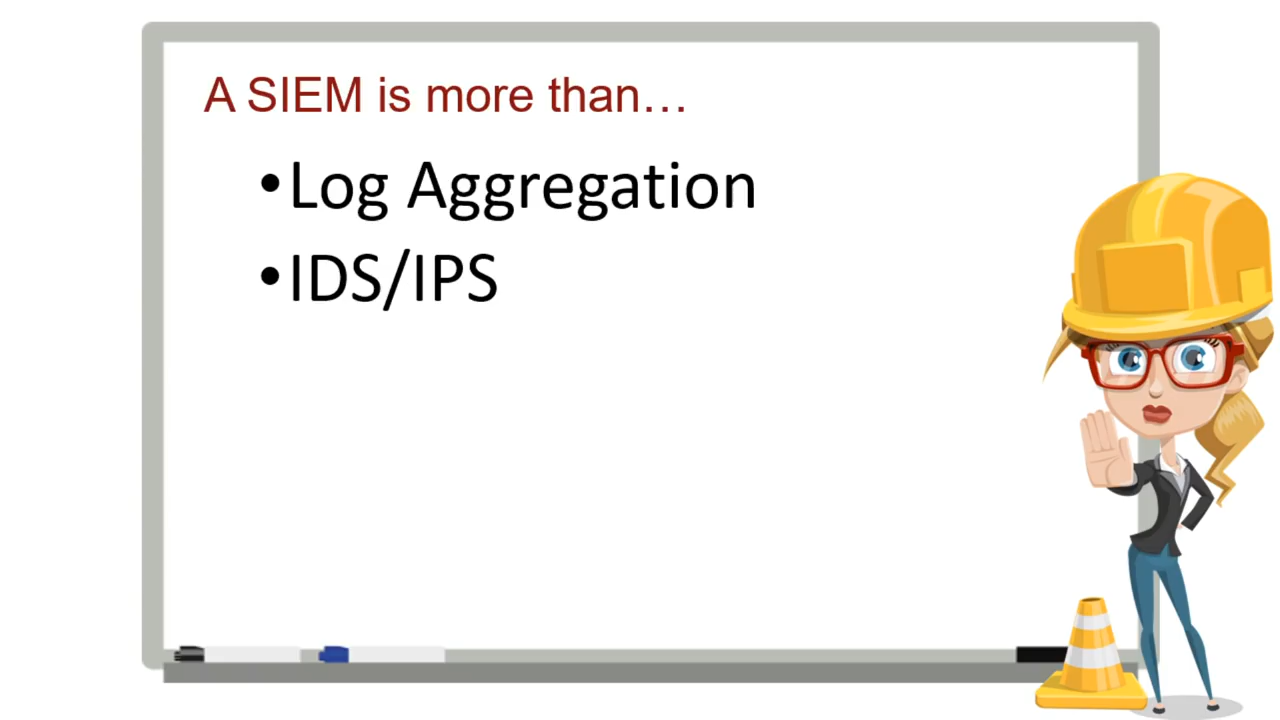 A SIEM is more than…
•Log Aggregation
•IDS/IPS